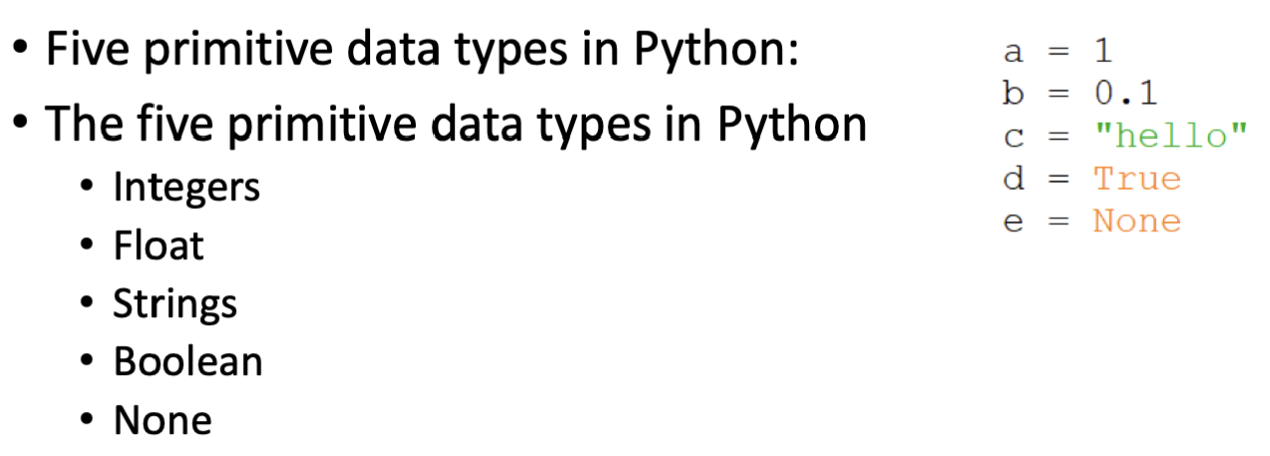 • Five primitive data types in Python:
• The five primitive data types in Python
• Integers
• Float
• Strings
• Boolean
• None
a = 1
b = 0.1
c = "hello"
d = True
e = None